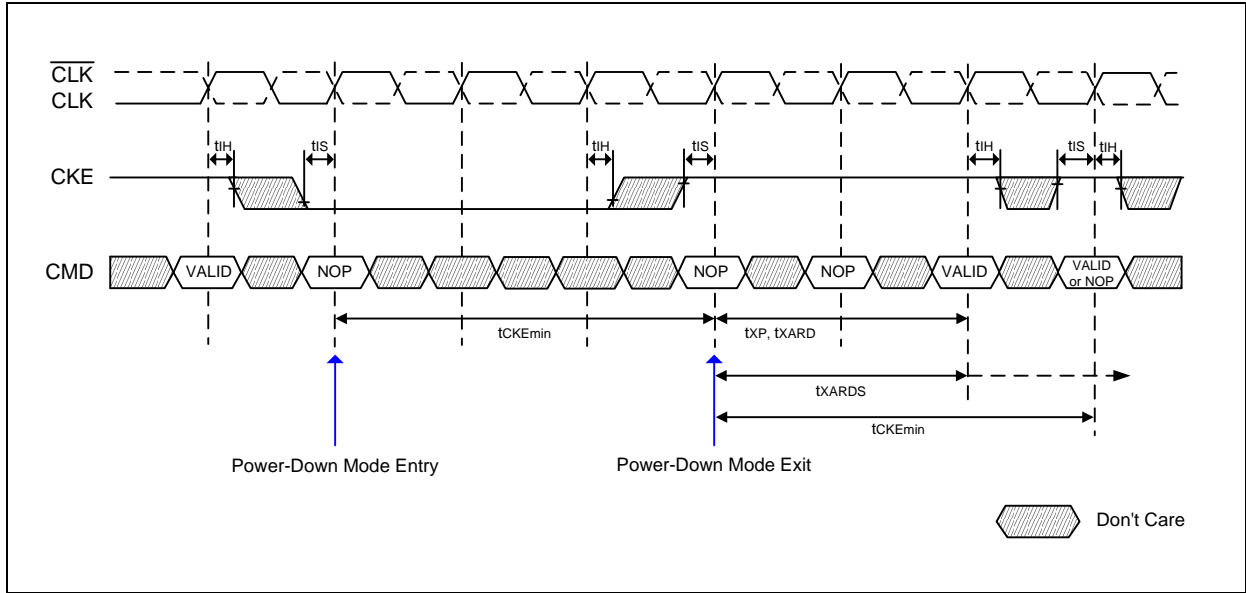 CLK
CLK
tIH
tIS
tIH
tIS
tIH
tIS
tIH
CKE
CMD
VALID
NOP
NOP
NOP
VALID
VALID
or NOP
tCKEmin
tXP, tXARD
tXARDS
tCKEmin
Power-Down Mode Entry
Power-Down Mode Exit
Don't Care